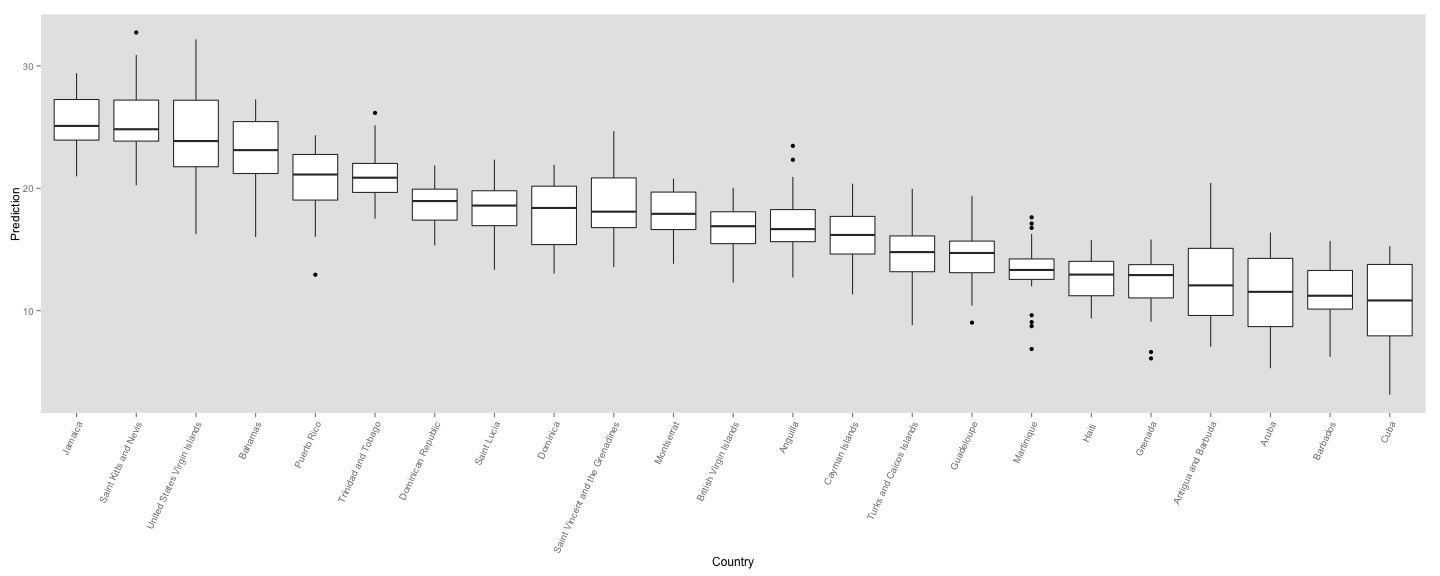 Prediction
30
20
10
Jamaica
Saint Kitts and Nevis
United States Virgin Islands
Bahamas
Puerto Rico
Trinidad and Tobago
Dominican Republic
Saint Lucia
Dominica
Saint Vincent and the Grenadines
Montserrat
British Virgin Islands
Anguilla
Cayman Islands
Turks and Caicos Islands
Guadeloupe
Martinique
Haiti
Grenada
Antigua and Barbuda
Aruba
Barbados
Cuba
Country